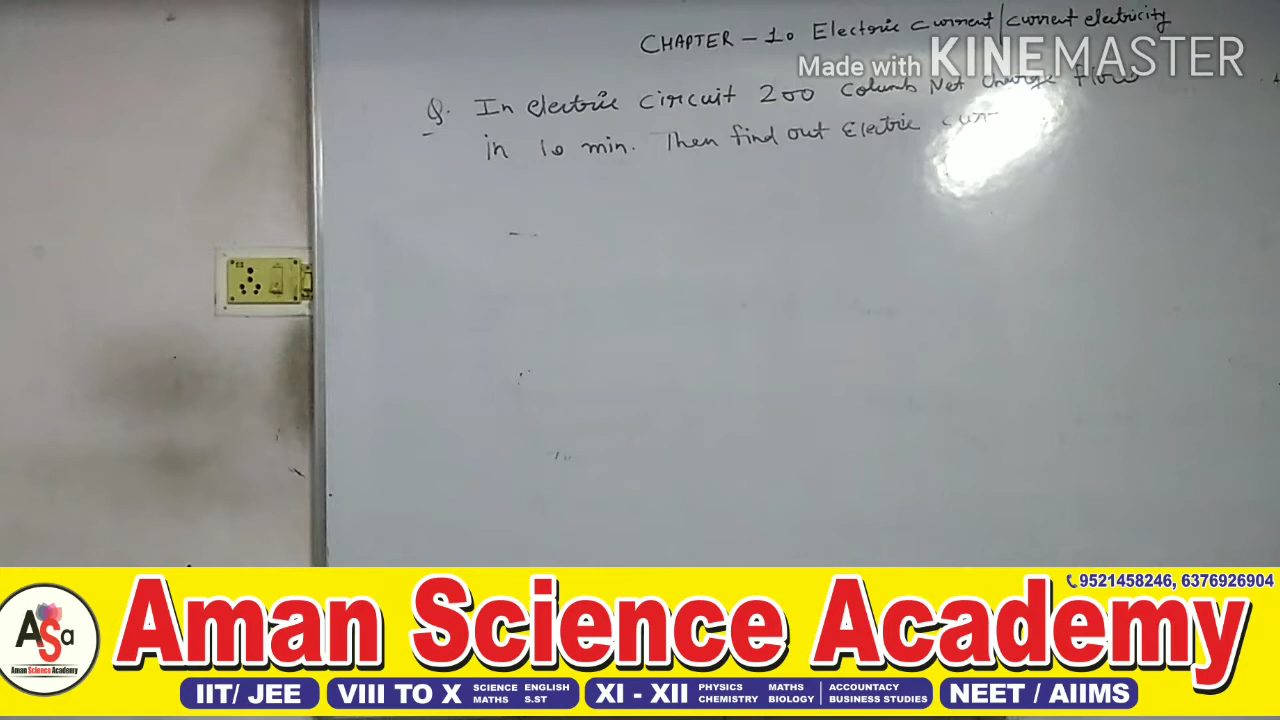 CHAPTER - 10 Electric current / current electricity
Made with KINEMASTER
Q. In electric circuit 200 Columb Net charge flow
in 10 min. Then find out Electric
9521458246, 6376926904
ASa
Aman Science Academy
Aman Science Academy
IIT/ JEE
VIII TO X SCIENCE ENGLISH MATHS S.ST
XI - XII PHYSICS MATHS ACCOUNTACY CHEMISTRY BIOLOGY BUSINESS STUDIES
NEET / AIIMS